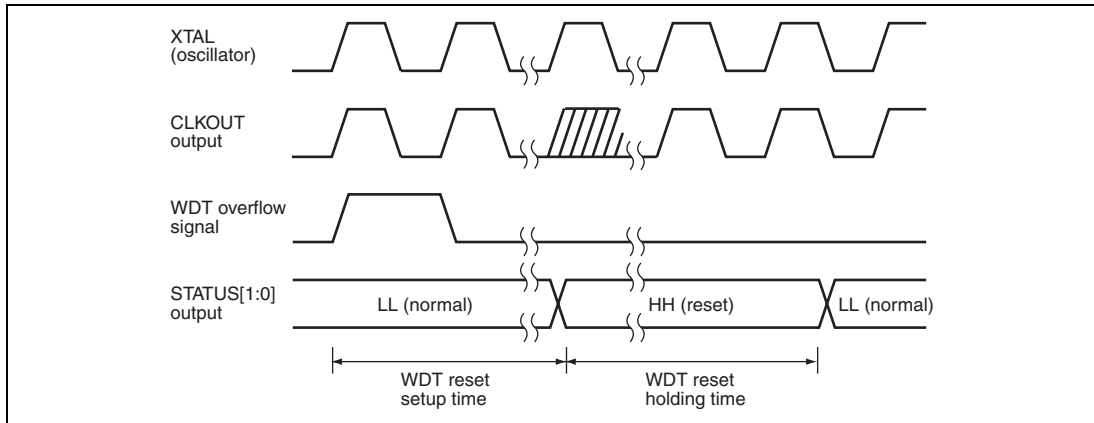 XTAL
(oscillator)
CLKOUT
output
WDT overflow
signal
STATUS[1:0]
output
LL (normal)
HH (reset)
LL (normal)
WDT reset
setup time
WDT reset
holding time